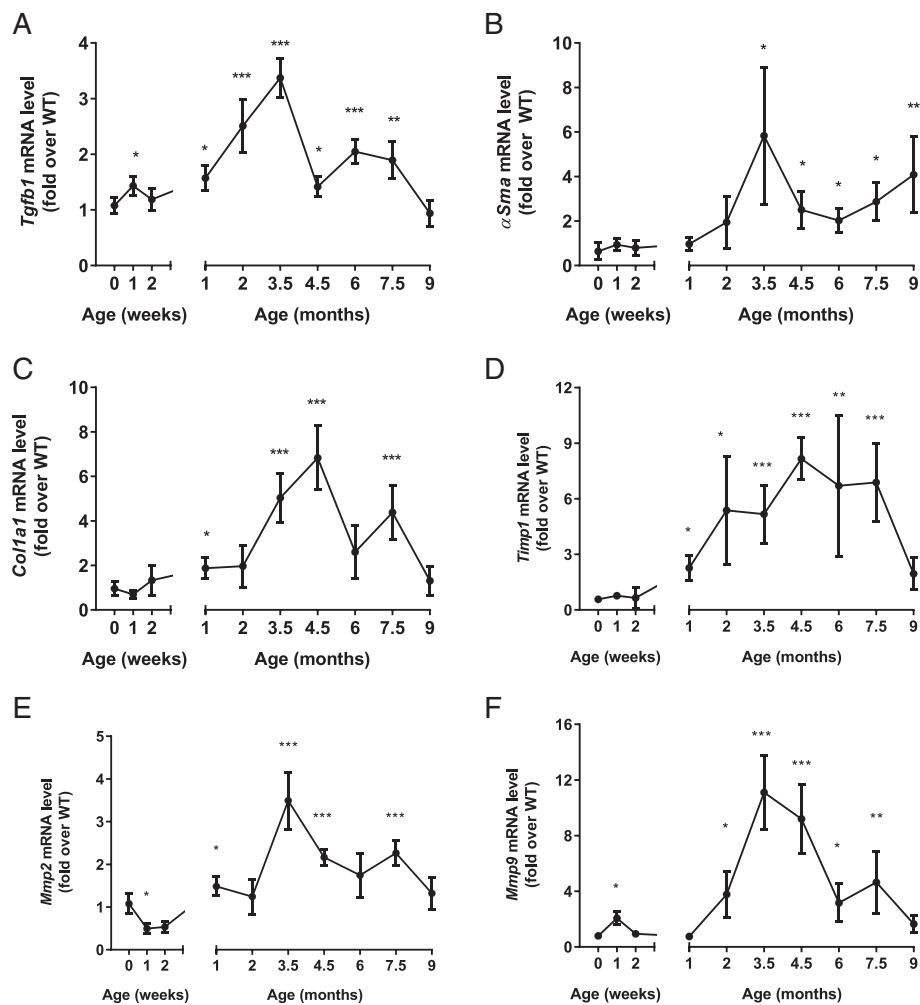 A
Tgfb1 mRNA level
(fold over WT)
4
3
2
1
0
*
*
***
***
*
***
**
0 1 2
1 2 3.5 4.5 6 7.5 9
Age (weeks)
Age (months)
B
αSma mRNA level
(fold over WT)
10
8
6
4
2
0
*
*
*
*
**
0 1 2
1 2 3.5 4.5 6 7.5 9
Age (weeks)
Age (months)
C
Col1a1 mRNA level
(fold over WT)
10
8
6
4
2
0
*
***
***
***
0 1 2
1 2 3.5 4.5 6 7.5 9
Age (weeks)
Age (months)
D
Timp1 mRNA level
(fold over WT)
12
9
6
3
0
*
*
***
***
**
***
0 1 2
1 2 3.5 4.5 6 7.5 9
Age (weeks)
Age (months)
E
Mmp2 mRNA level
(fold over WT)
5
4
3
2
1
0
*
*
***
***
***
0 1 2
1 2 3.5 4.5 6 7.5 9
Age (weeks)
Age (months)
F
Mmp9 mRNA level
(fold over WT)
16
12
8
4
0
*
*
***
***
*
**
0 1 2
1 2 3.5 4.5 6 7.5 9
Age (weeks)
Age (months)